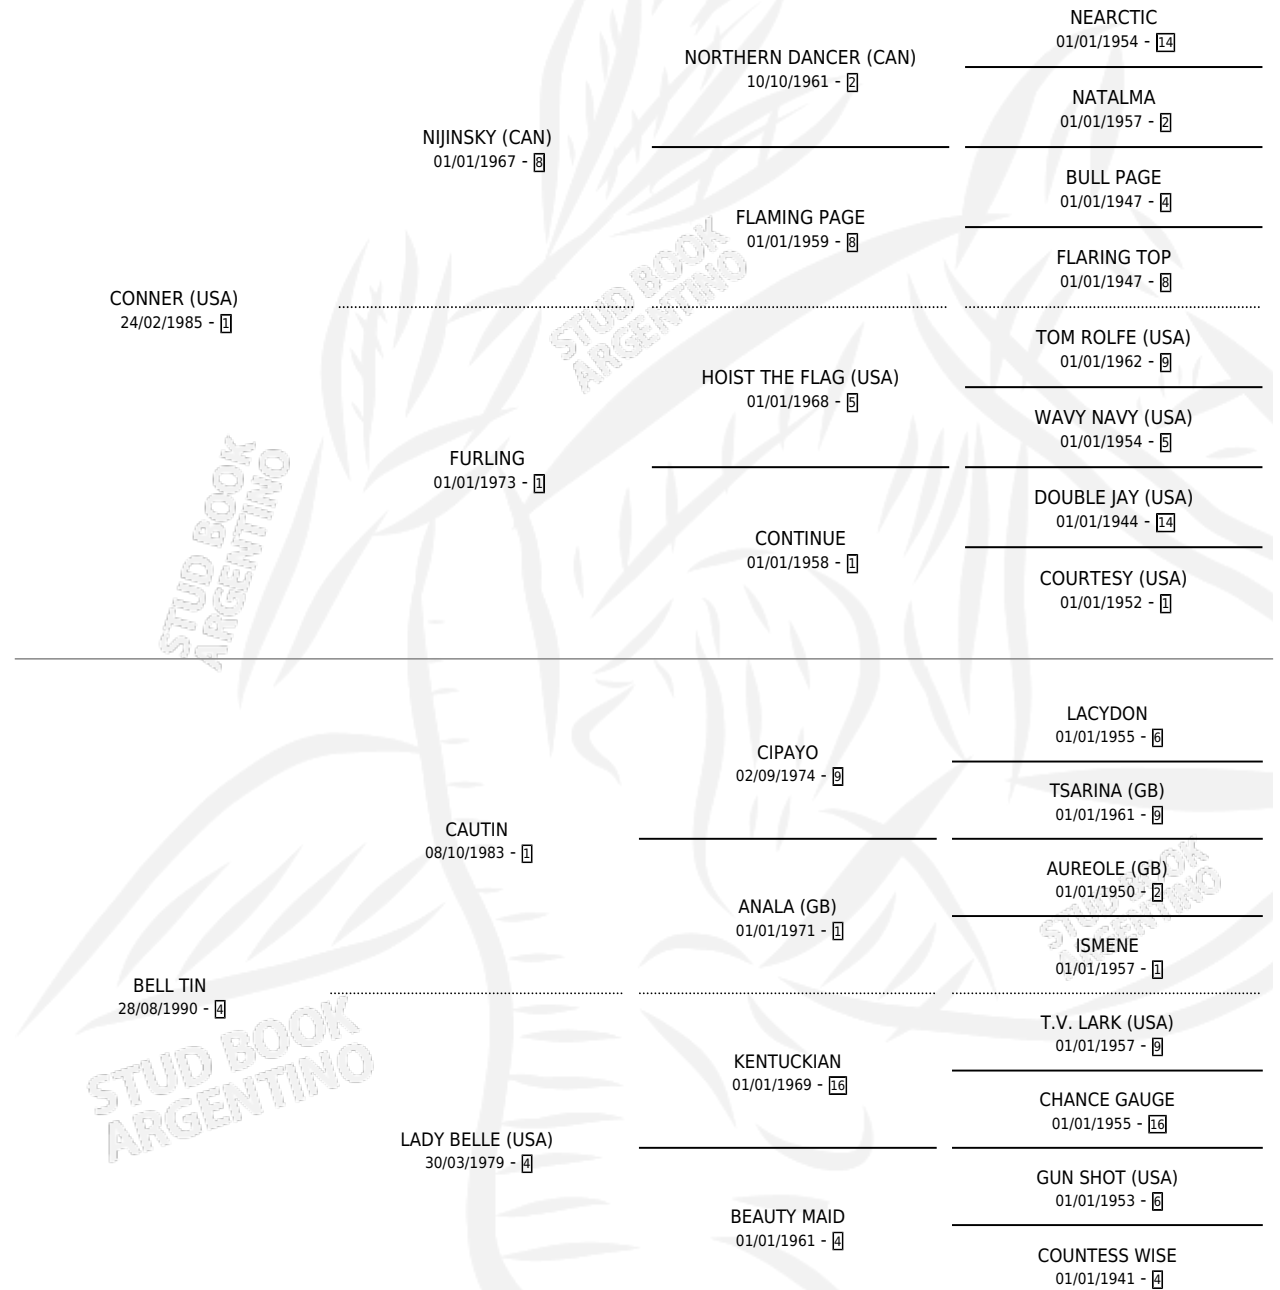 NEARCTIC
01/01/1954 - 14
NORTHERN DANCER (CAN)
10/10/1961 - 2
NATALMA
01/01/1957 - 2
NIJINSKY (CAN)
01/01/1967 - 8
BULL PAGE
01/01/1947 - 4
FLAMING PAGE
01/01/1959 - 8
FLARING TOP
01/01/1947 - 8
CONNER (USA)
24/02/1985 - 1
STUD BOOK
ARGENTINO
TOM ROLFE (USA)
01/01/1962 - 9
HOIST THE FLAG (USA)
01/01/1968 - 5
WAVY NAVY (USA)
01/01/1954 - 5
FURLING
01/01/1973 - 1
DOUBLE JAY (USA)
01/01/1944 - 14
CONTINUE
01/01/1958 - 1
COURTESY (USA)
01/01/1952 - 1
STUD BOOK
ARGENTINO
LACYDON
01/01/1955 - 6
CIPAYO
02/09/1974 - 9
TSARINA (GB)
01/01/1961 - 9
CAUTIN
08/10/1983 - 1
AUREOLE (GB)
01/01/1950 - 2
ANALA (GB)
01/01/1971 - 1
STUD BOOK
ARGENTINO
ISMENE
01/01/1957 - 1
BELL TIN
28/08/1990 - 4
T.V. LARK (USA)
01/01/1957 - 9
KENTUCKIAN
01/01/1969 - 16
STUD BOOK
ARGENTINO
CHANCE GAUGE
01/01/1955 - 16
LADY BELLE (USA)
30/03/1979 - 4
GUN SHOT (USA)
01/01/1953 - 6
BEAUTY MAID
01/01/1961 - 4
COUNTESS WISE
01/01/1941 - 4